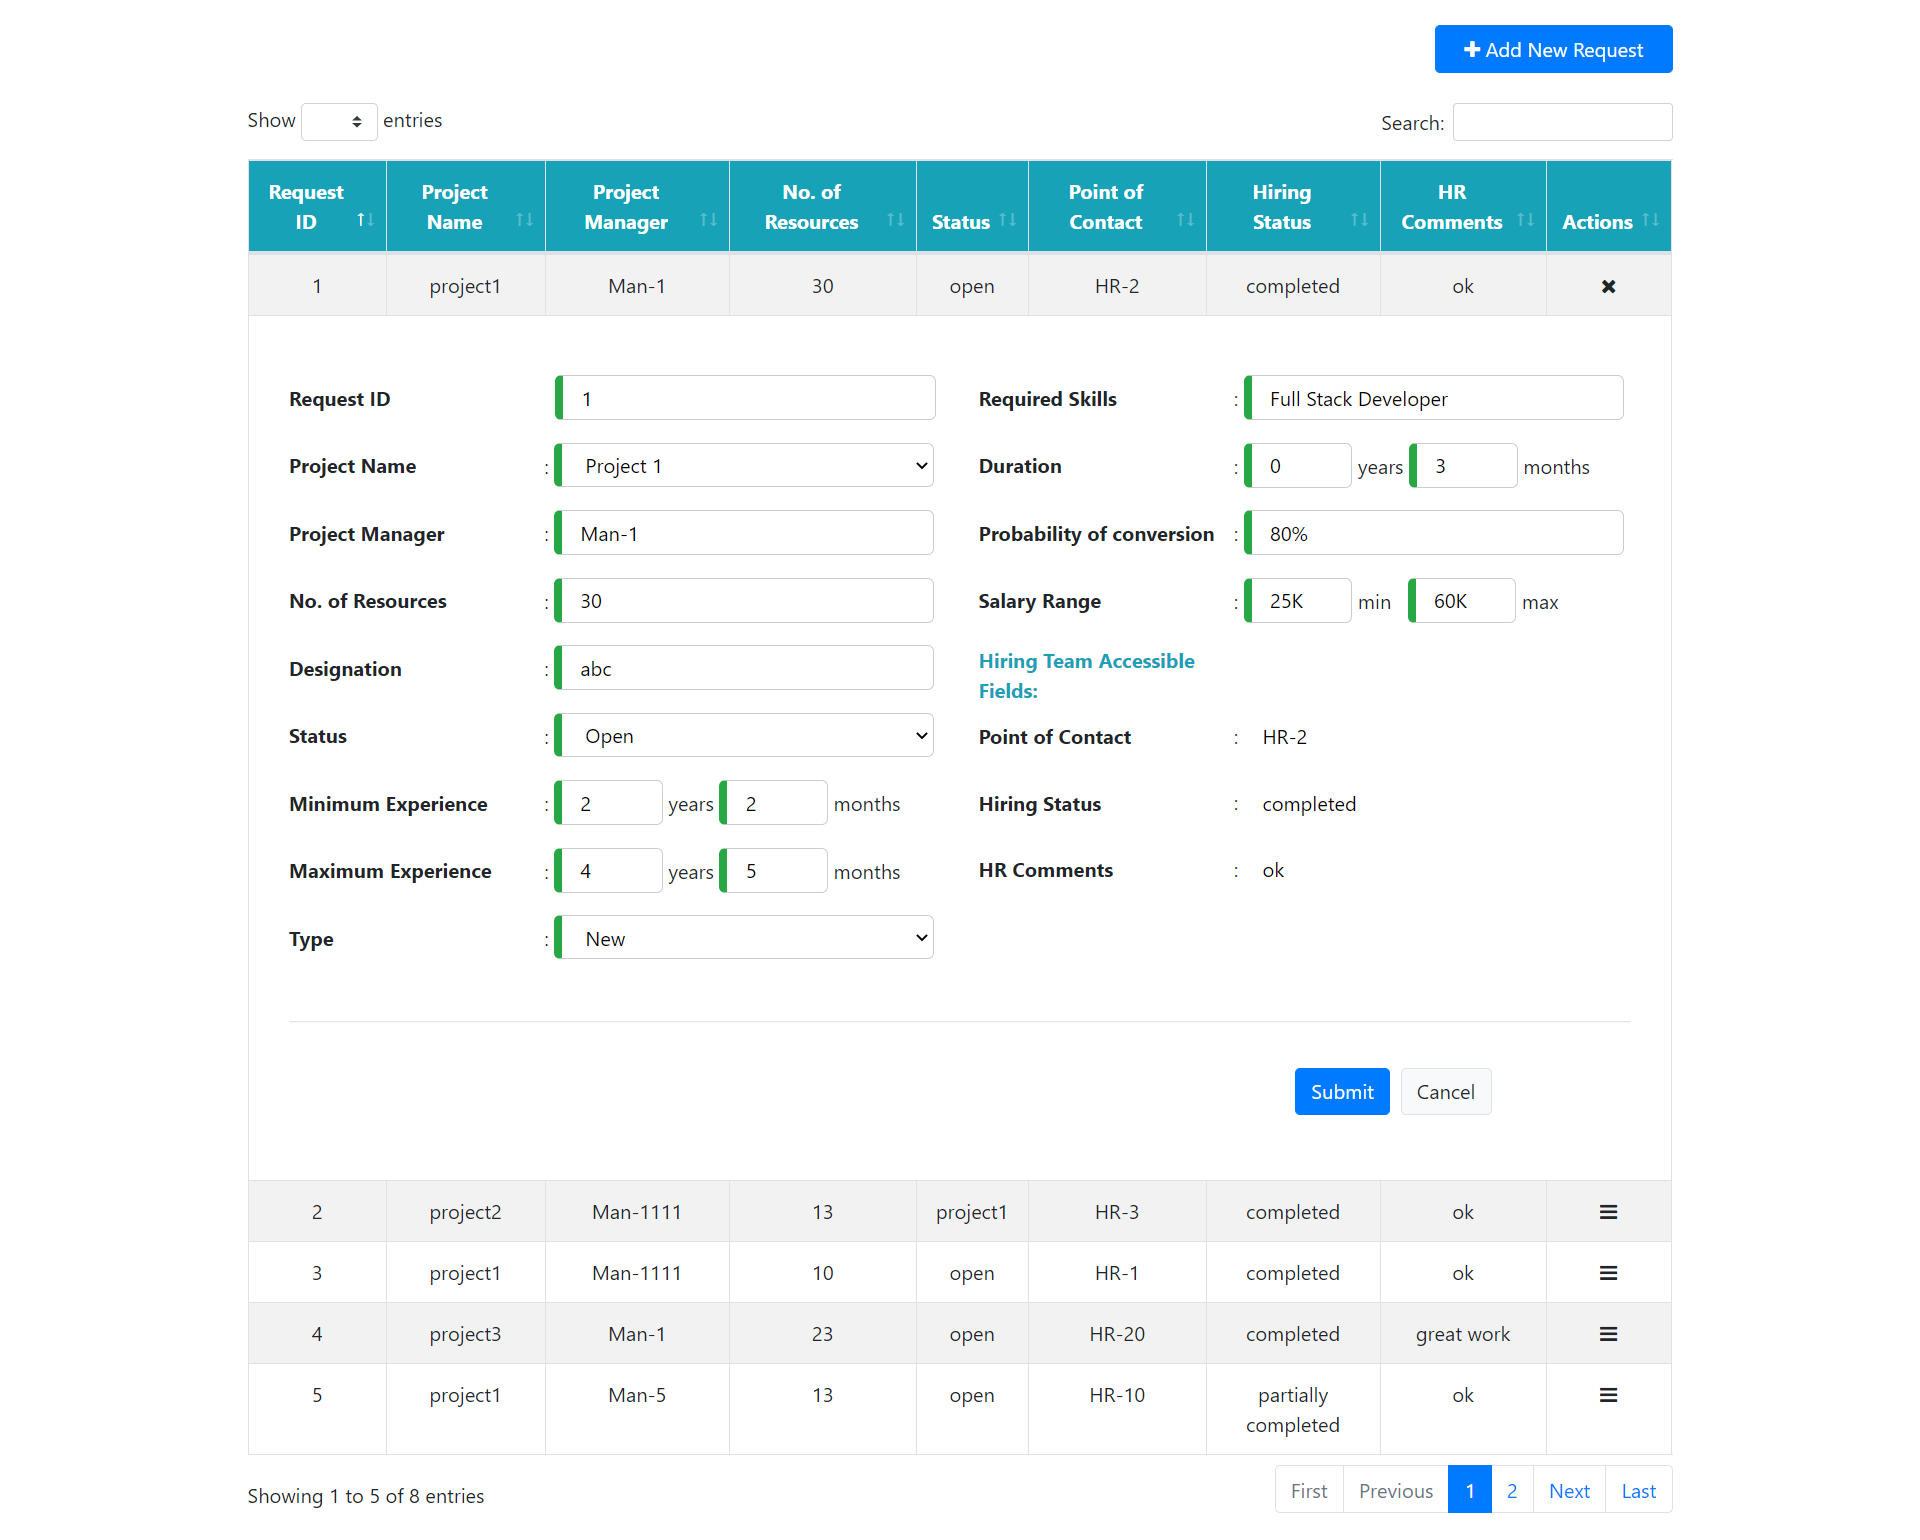 Add New Request
Show entries
Search:
Request ID
Project Name
Project Manager
No. of Resources
Status
Point of Contact
Hiring Status
HR Comments
Actions
1 project1 Man-1 30 open HR-2 completed ok
Request ID 1
Project Name : Project 1
Project Manager : Man-1
No. of Resources : 30
Designation : abc
Status : Open
Minimum Experience : 2 years 2 months
Maximum Experience : 4 years 5 months
Type : New
Required Skills : Full Stack Developer
Duration : 0 years 3 months
Probability of conversion : 80%
Salary Range : 25K min 60K max
Hiring Team Accessible
Fields:
Point of Contact : HR-2
Hiring Status : completed
HR Comments : ok
Submit Cancel
2 project2 Man-1111 13 project1 HR-3 completed ok
3 project1 Man-1111 10 open HR-1 completed ok
4 project3 Man-1 23 open HR-20 completed great work
5 project1 Man-5 13 open HR-10 partially completed ok
Showing 1 to 5 of 8 entries
First Previous 1 2 Next Last